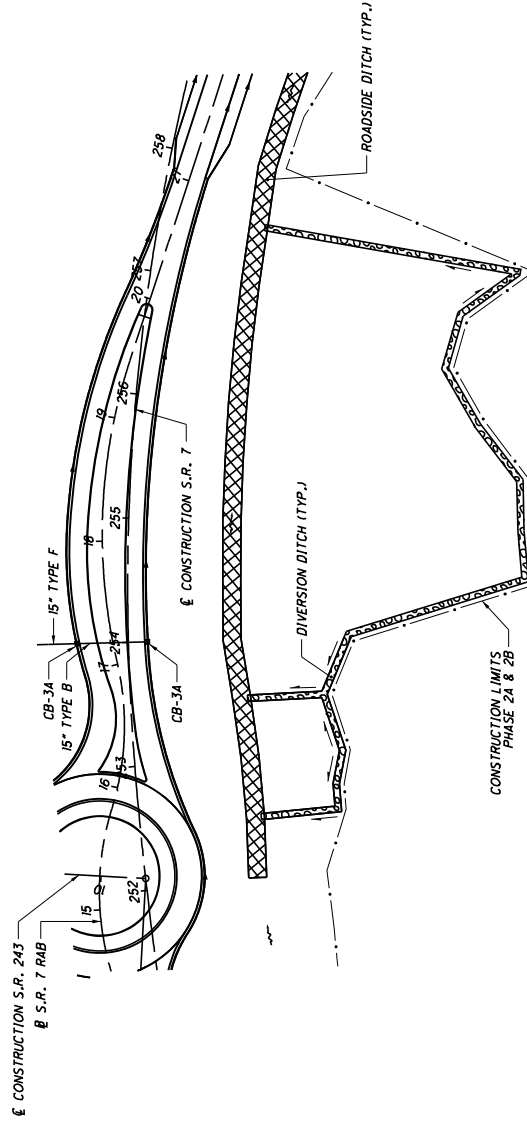 ℄ CONSTRUCTION S.R. 243
℄ S.R. 7 RAB
CB-3A
15" TYPE F
15" TYPE B
CB-3A
15
10
16
17
18
19
20
21
252
53
254
255
256
257
258
℄ CONSTRUCTION S.R. 7
DIVERSION DITCH (TYP.)
ROADSIDE DITCH (TYP.)
CONSTRUCTION LIMITS
PHASE 2A & 2B